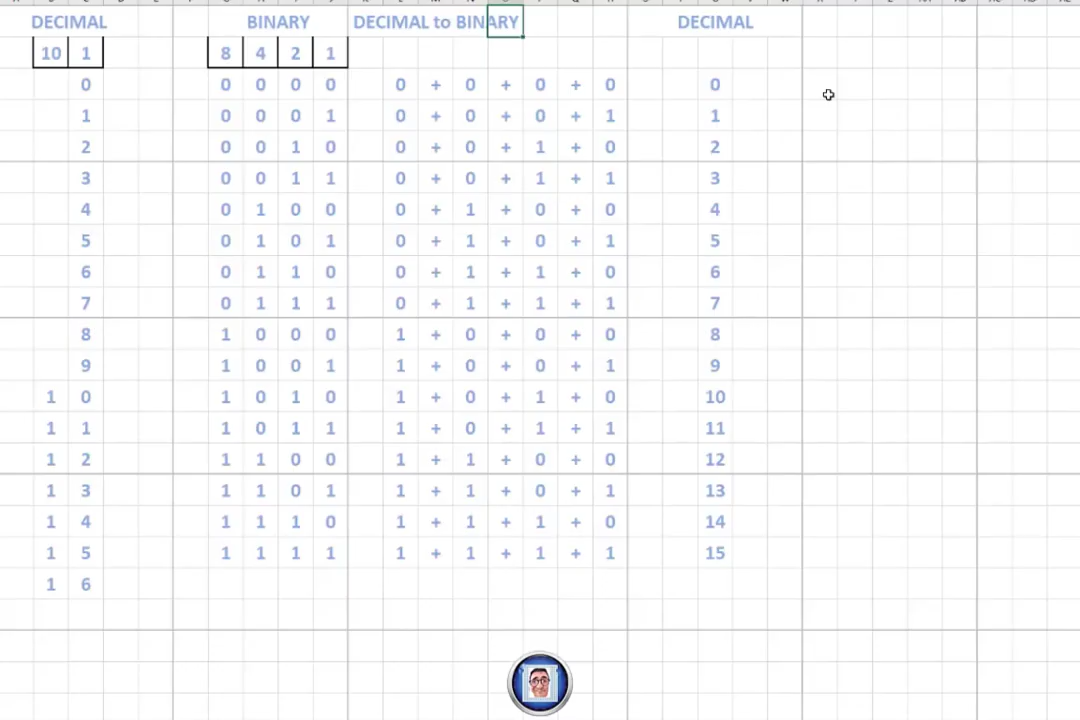 DECIMAL BINARY DECIMAL to BINARY DECIMAL
10 1 8 4 2 1
0 0 0 0 0 0 + 0 + 0 + 0 0
1 0 0 0 1 0 + 0 + 0 + 1 1
2 0 0 1 0 0 + 0 + 1 + 0 2
3 0 0 1 1 0 + 0 + 1 + 1 3
4 0 1 0 0 0 + 1 + 0 + 0 4
5 0 1 0 1 0 + 1 + 0 + 1 5
6 0 1 1 0 0 + 1 + 1 + 0 6
7 0 1 1 1 0 + 1 + 1 + 1 7
8 1 0 0 0 1 + 0 + 0 + 0 8
9 1 0 0 1 1 + 0 + 0 + 1 9
1 0 1 0 1 0 1 + 0 + 1 + 0 10
1 1 1 0 1 1 1 + 0 + 1 + 1 11
1 2 1 1 0 0 1 + 1 + 0 + 0 12
1 3 1 1 0 1 1 + 1 + 0 + 1 13
1 4 1 1 1 0 1 + 1 + 1 + 0 14
1 5 1 1 1 1 1 + 1 + 1 + 1 15
1 6